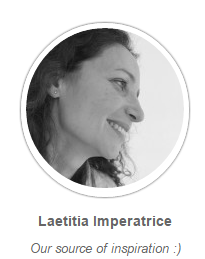 Laetitia Imperatrice
Our source of inspiration :)